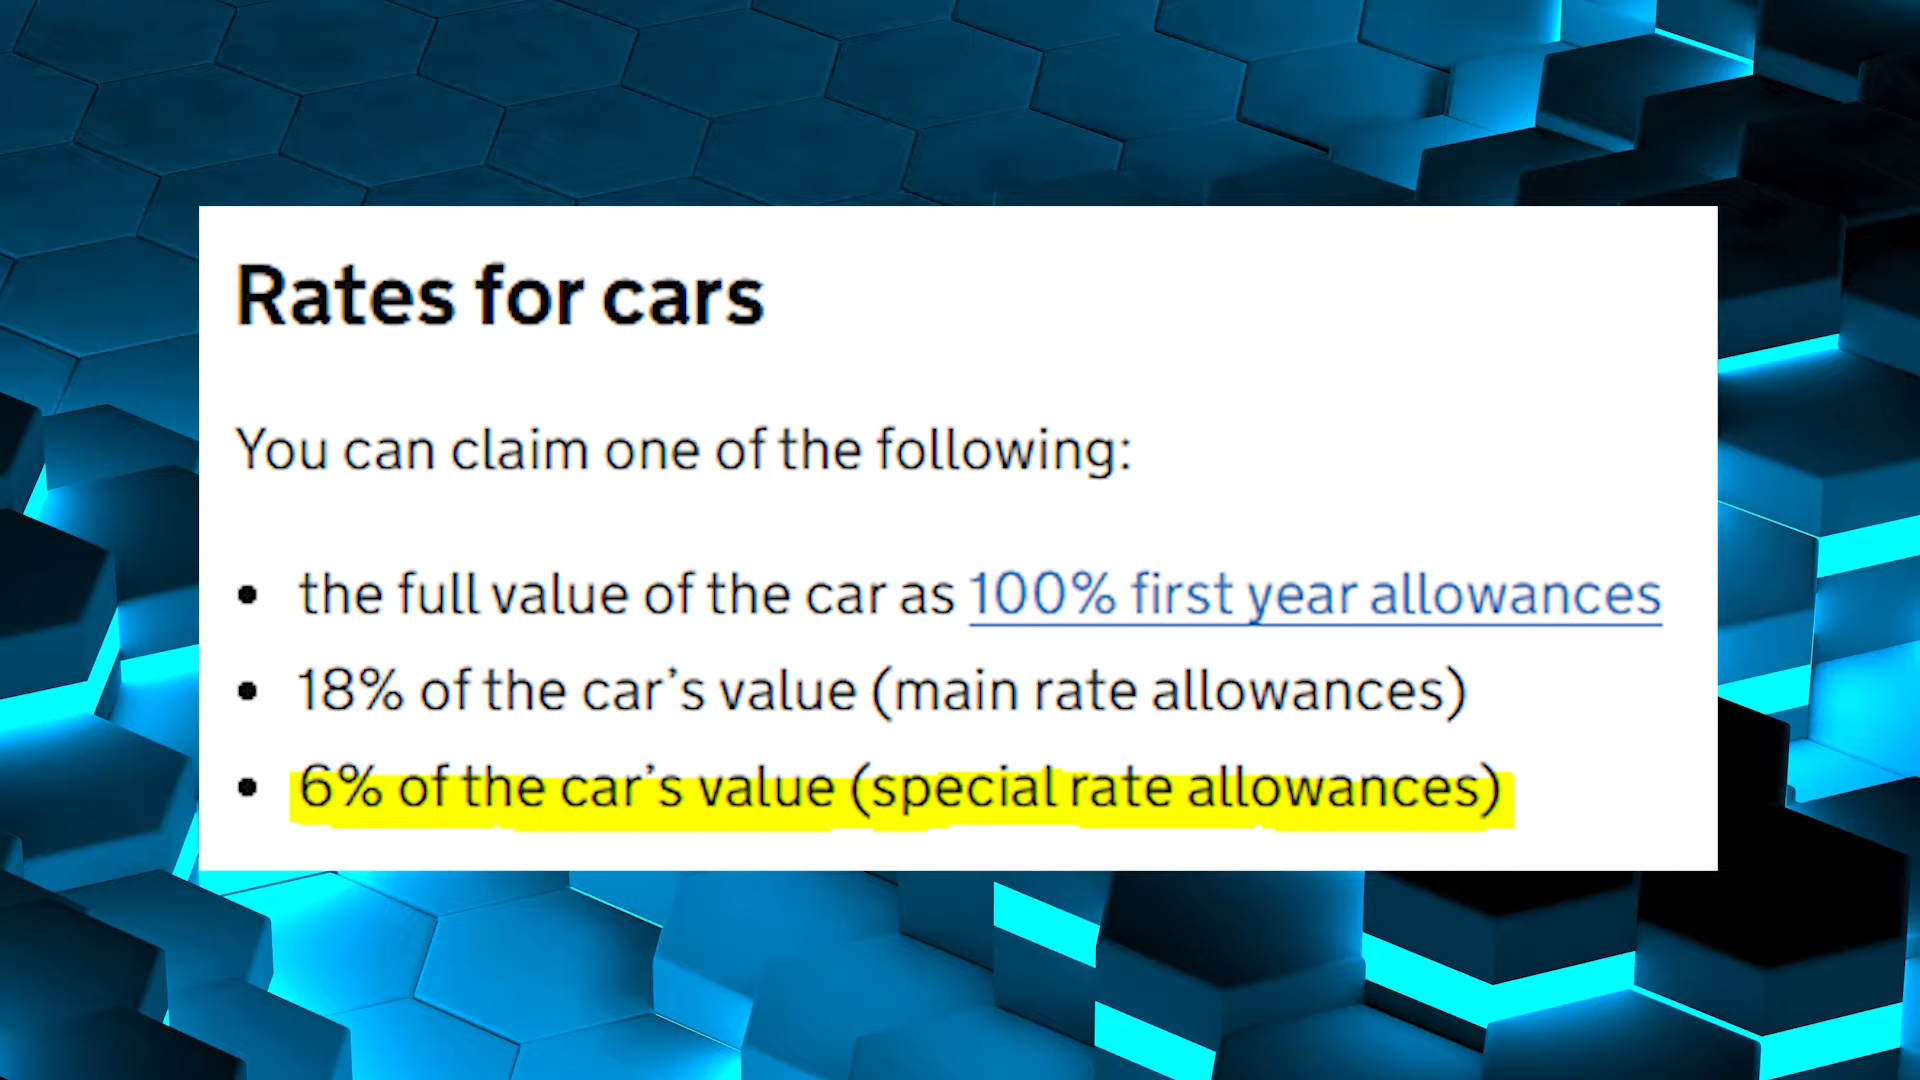 Rates for cars
You can claim one of the following:
• the full value of the car as 100% first year allowances
• 18% of the car’s value (main rate allowances)
• 6% of the car’s value (special rate allowances)